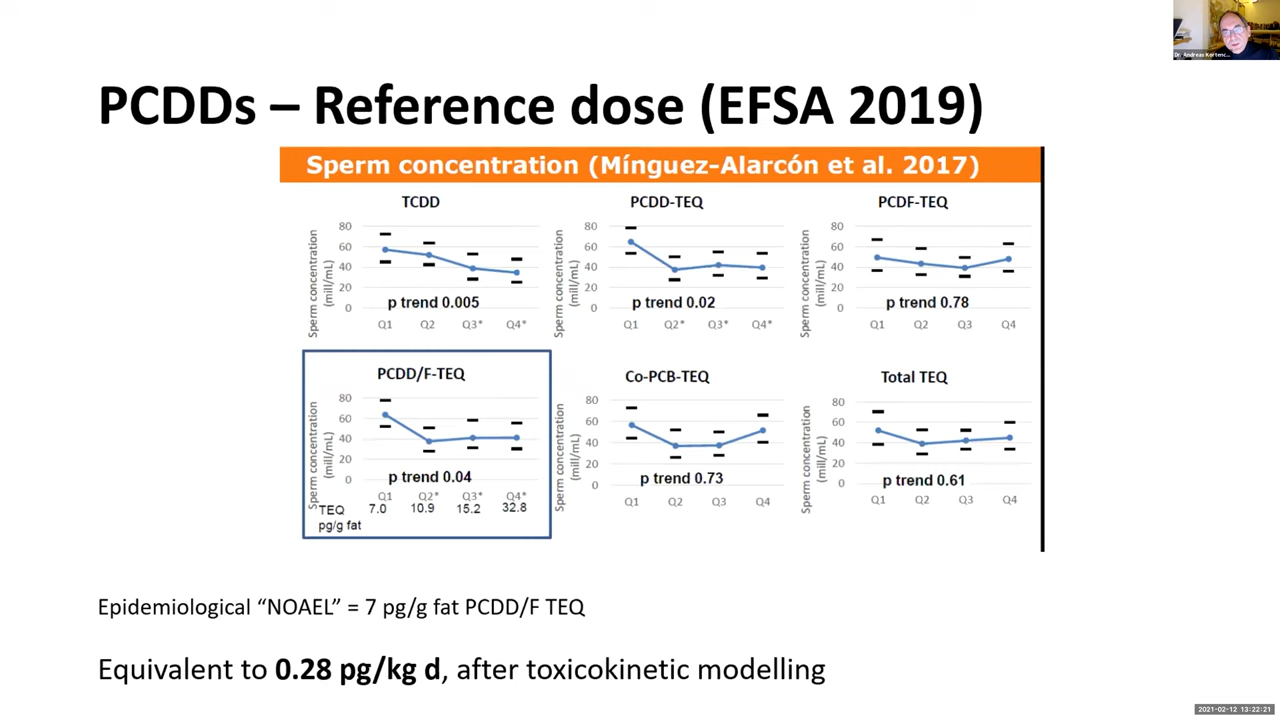 Dr. Andreas Kortenc...
PCDDs – Reference dose (EFSA 2019)
Sperm concentration (Mínguez-Alarcón et al. 2017)
TCDD
Sperm concentration
(mill/mL)
80
60
40
20
0
p trend 0.005
Q1 Q2 Q3* Q4*
PCDD-TEQ
Sperm concentration
(mill/mL)
80
60
40
20
0
p trend 0.02
Q1 Q2* Q3* Q4*
PCDF-TEQ
Sperm concentration
(mill/mL)
80
60
40
20
0
p trend 0.78
Q1 Q2 Q3 Q4
PCDD/F-TEQ
Sperm concentration
(mill/mL)
80
60
40
20
0
p trend 0.04
Q1 Q2* Q3* Q4*
TEQ 7.0 10.9 15.2 32.8
pg/g fat
Co-PCB-TEQ
Sperm concentration
(mill/mL)
80
60
40
20
0
p trend 0.73
Q1 Q2 Q3 Q4
Total TEQ
Sperm concentration
(mill/mL)
80
60
40
20
0
p trend 0.61
Q1 Q2 Q3 Q4
Epidemiological “NOAEL” = 7 pg/g fat PCDD/F TEQ
Equivalent to 0.28 pg/kg d, after toxicokinetic modelling
2021-02-12 13:22:21